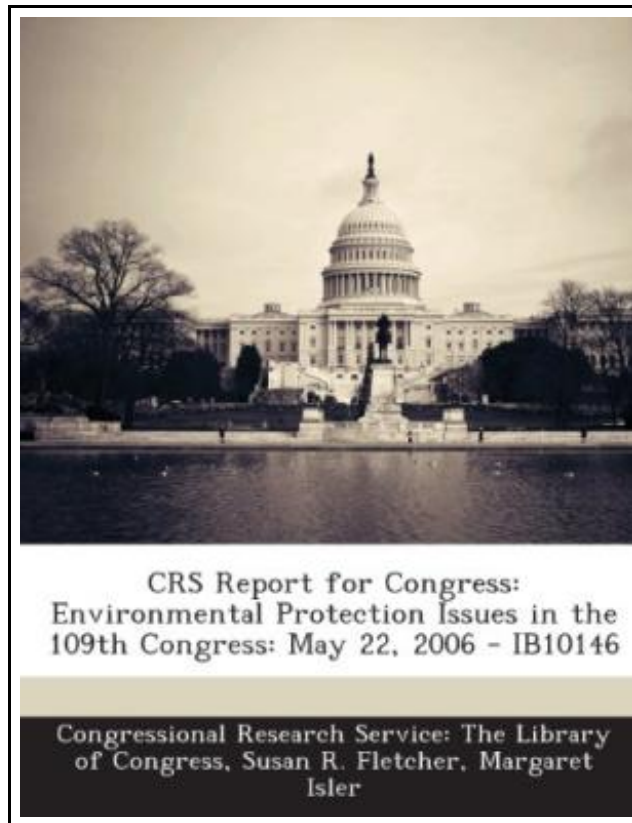 CRS Report for Congress:
Environmental Protection Issues in the
109th Congress: May 22, 2006 - IB10146
Congressional Research Service: The Library
of Congress, Susan R. Fletcher, Margaret
Isler